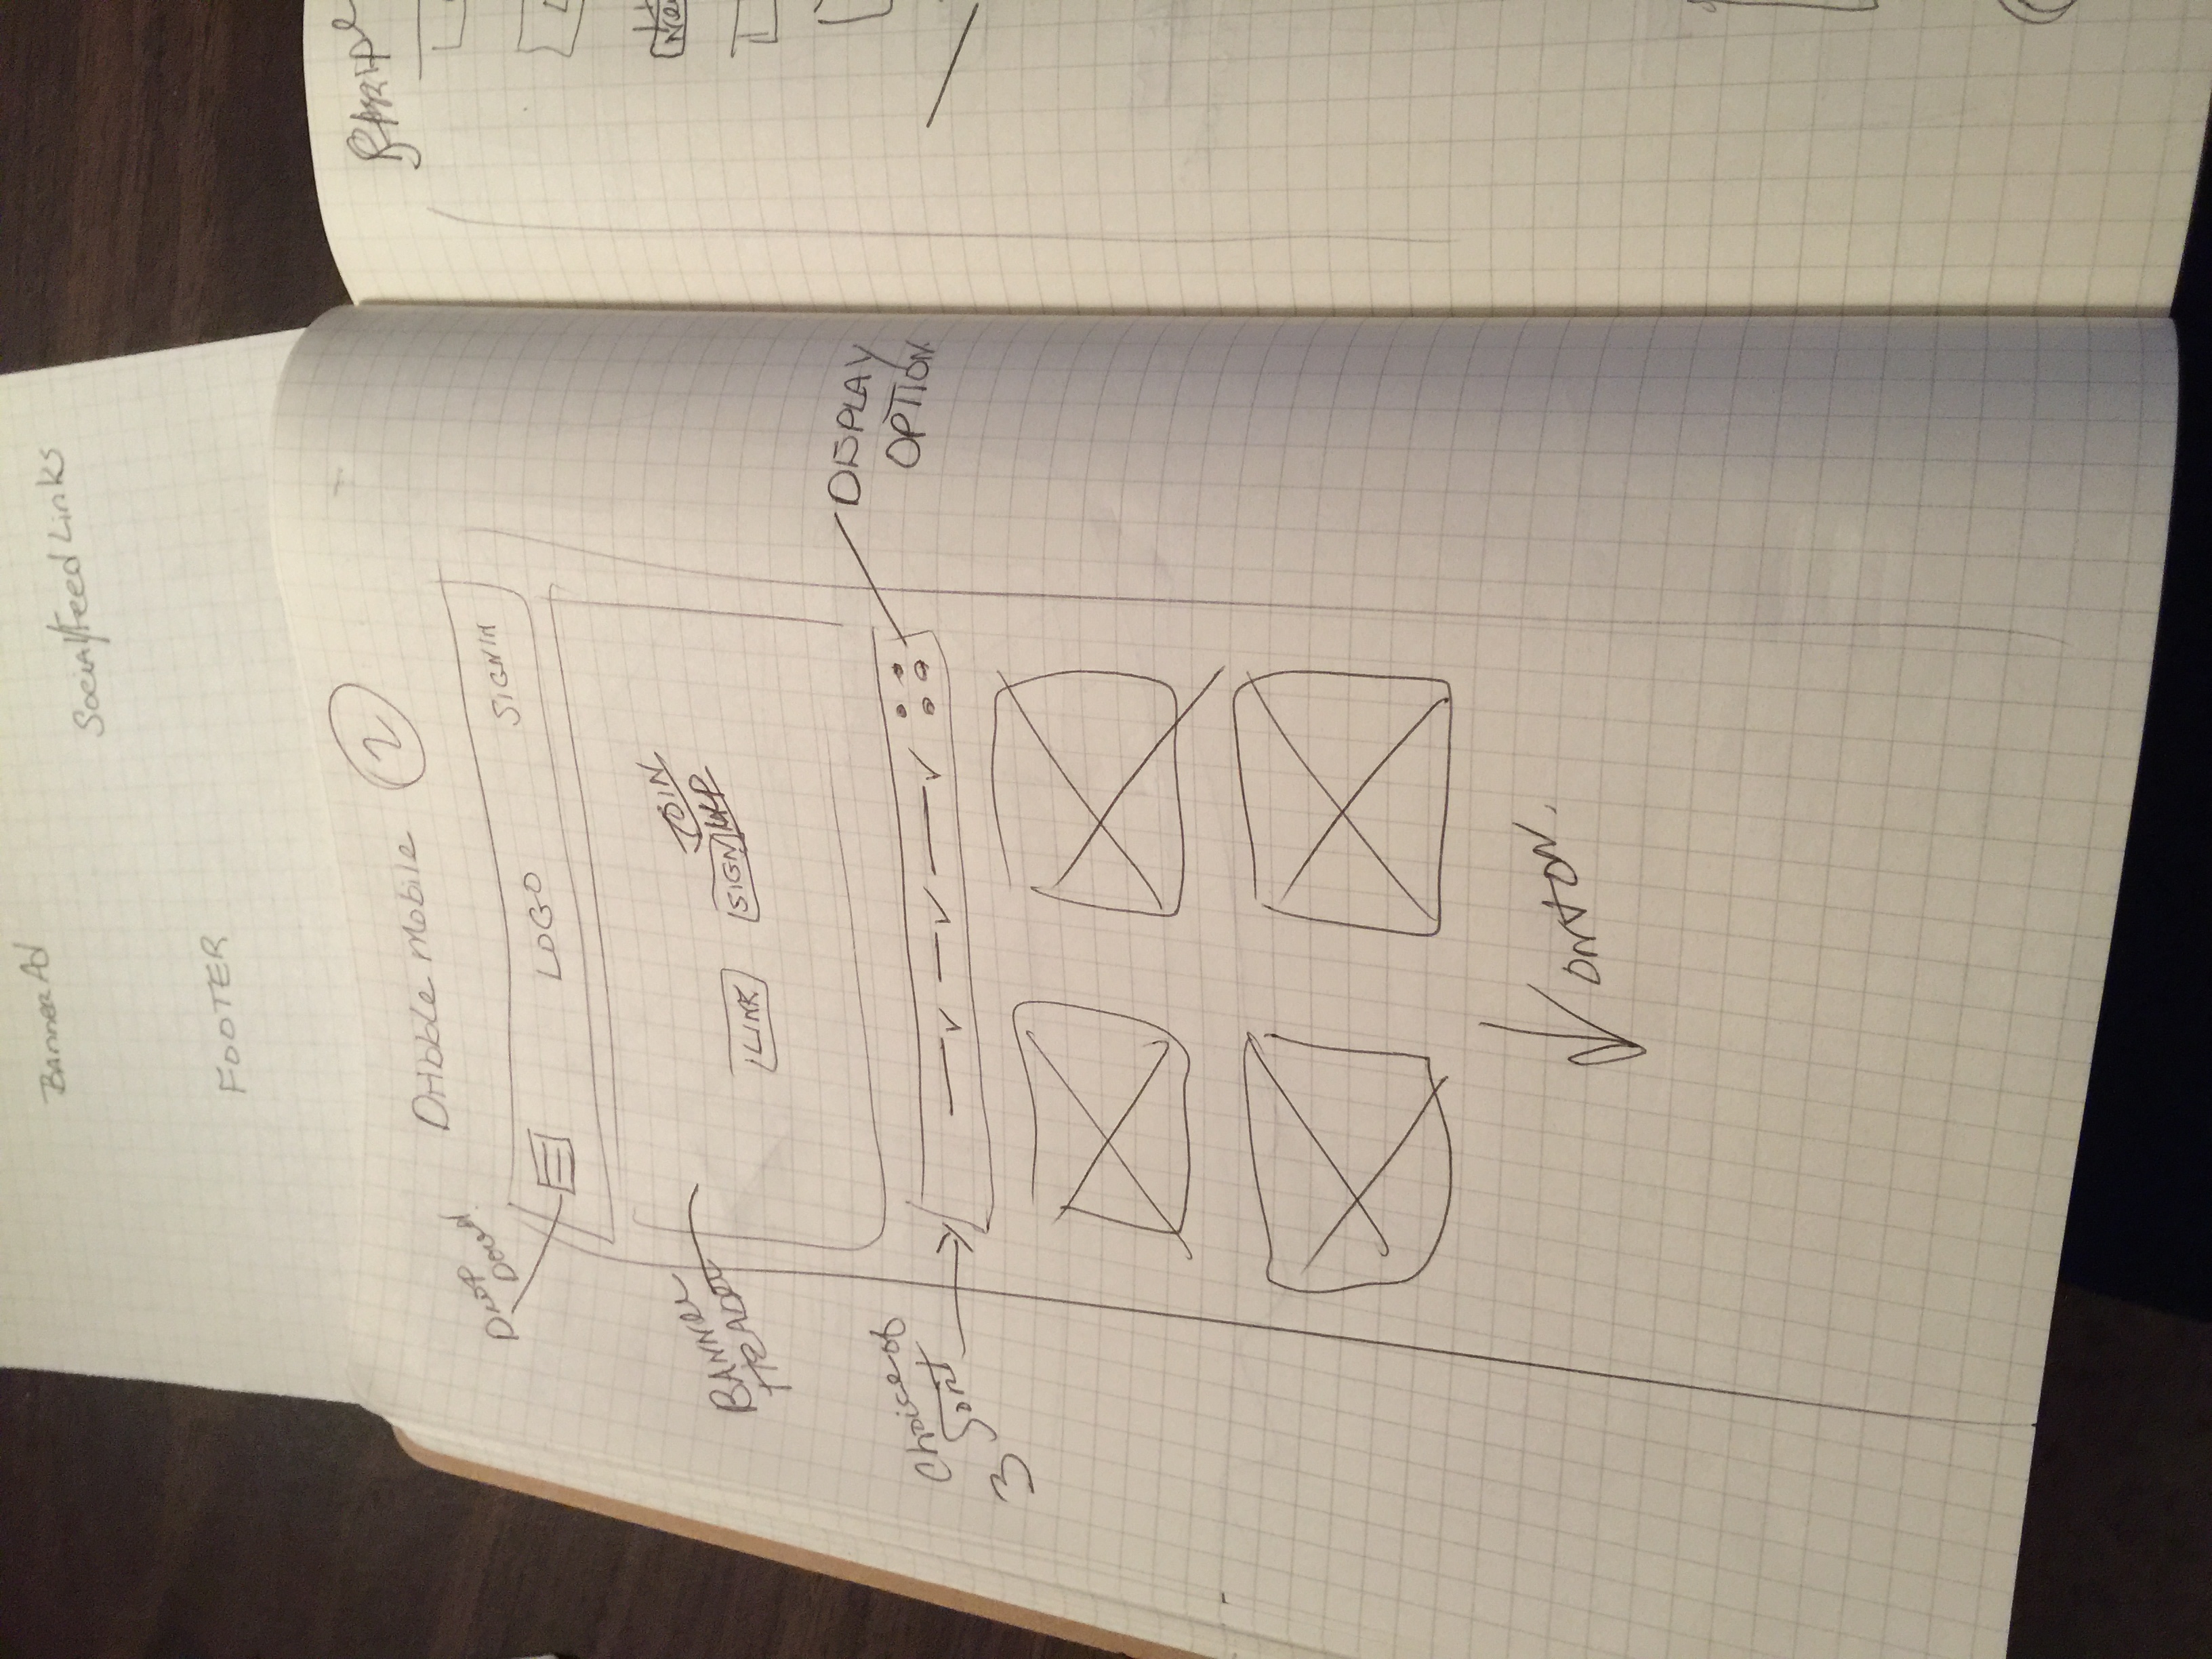 Banner Ad
Social/Feed Links
FOOTER
Dribble Mobile 2
Drop
Down
LOGO
SIGNIN
JOIN
BANNER
HEADER
LINK
SIGN UP
DISPLAY
OPTION
Choice of
3 Sort
on + on.